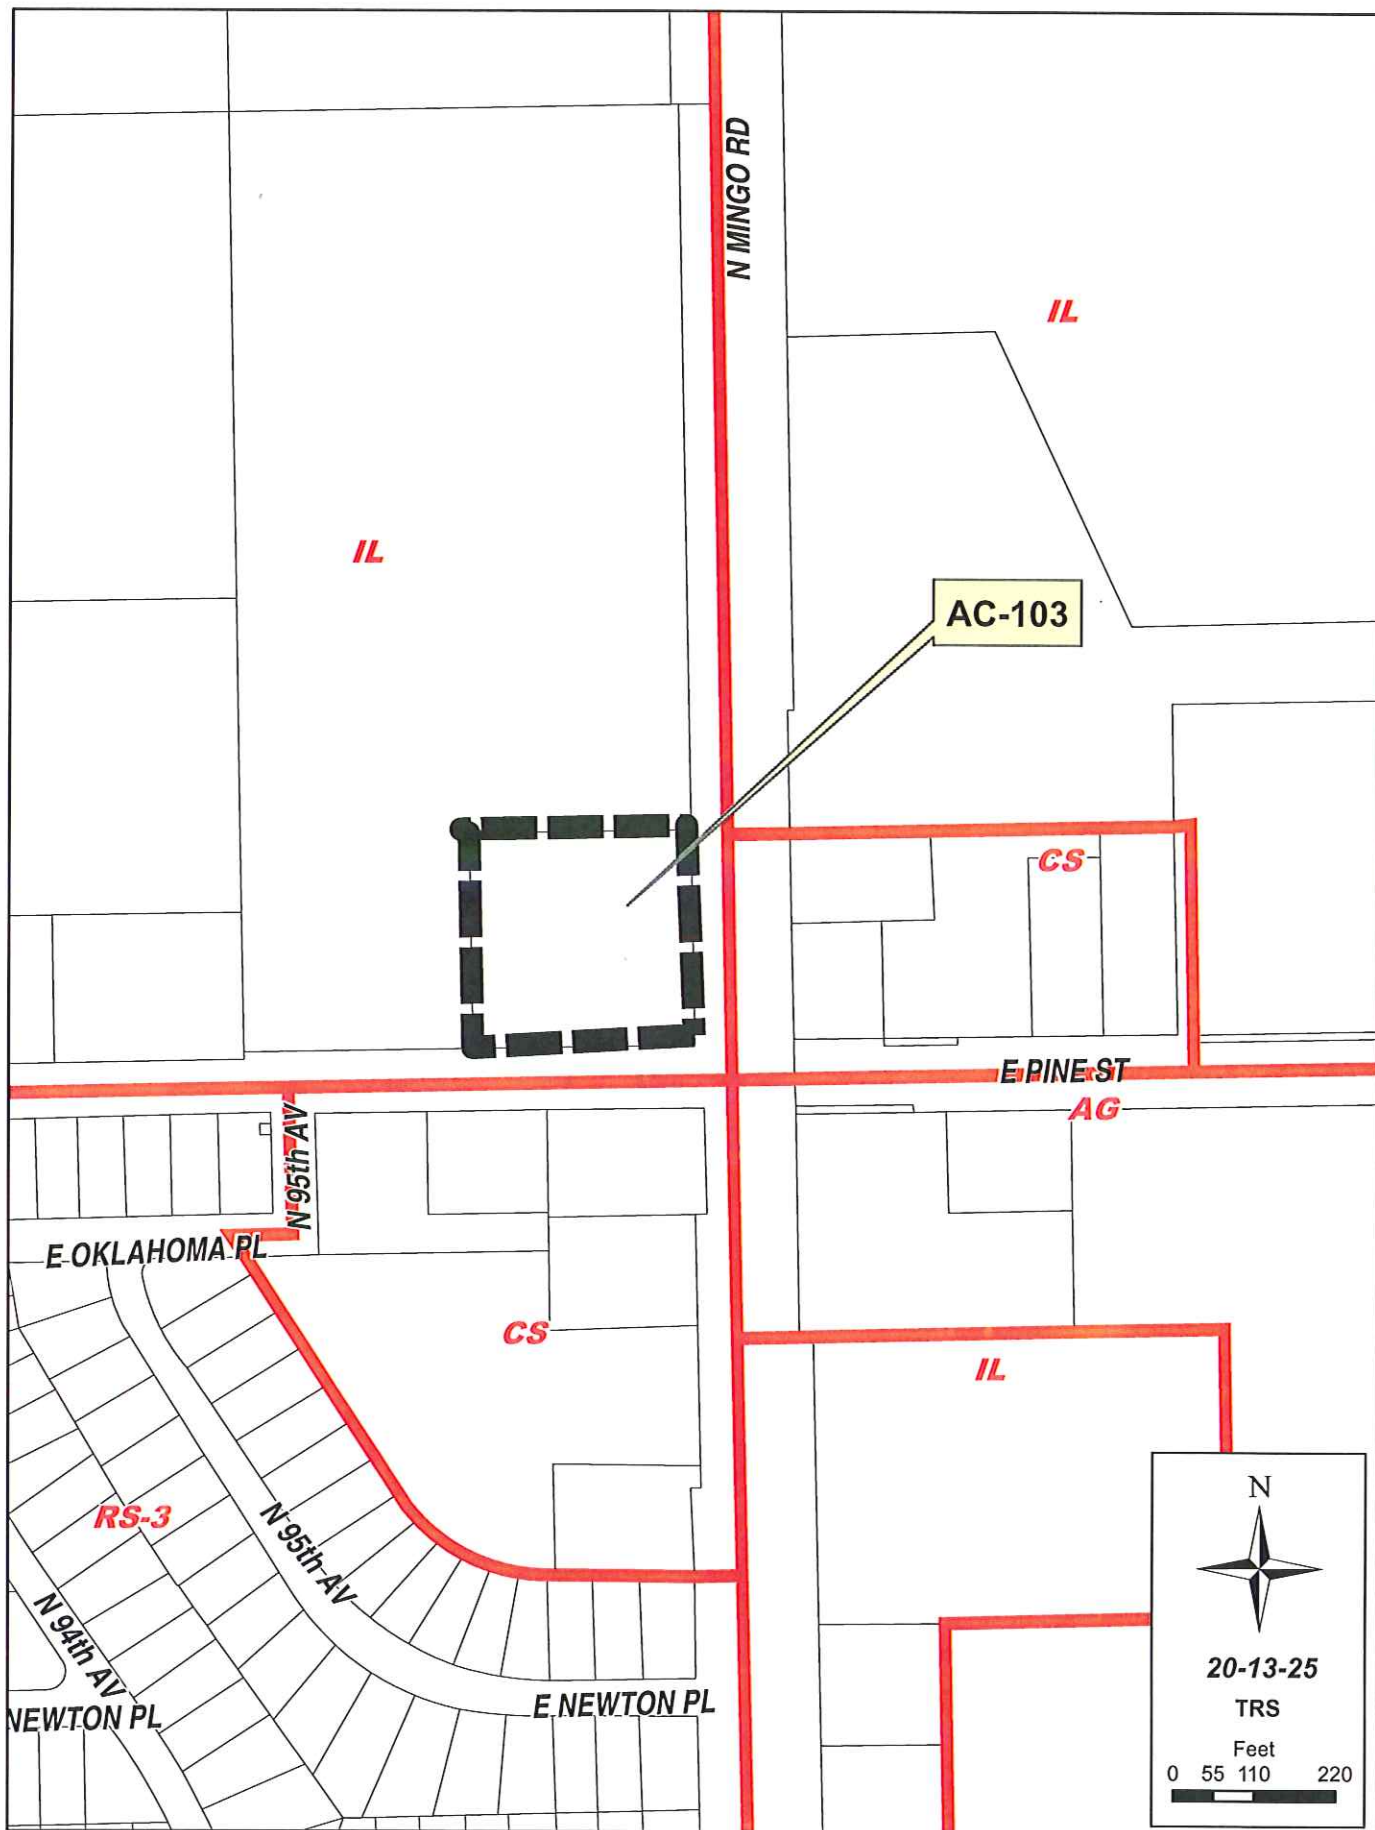 N MINGO RD
IL
IL
AC-103
CS
E PINE ST
AG
N 95th AV
E OKLAHOMA PL
CS
IL
RS-3
N 95th AV
N 94th AV
NEWTON PL
E NEWTON PL
N
20-13-25
TRS
Feet
0 55 110 220